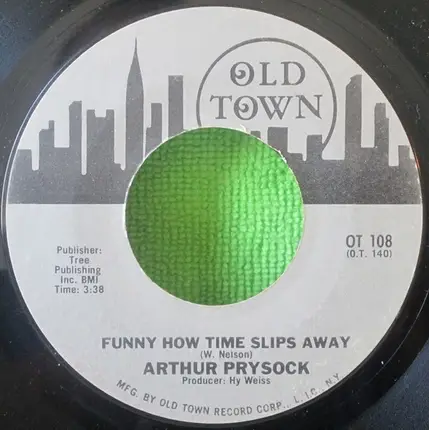 OLD
TOWN
OT 108
(O.T. 140)
Publisher:
Tree
Publishing
Inc. BMI
Time: 3:38
FUNNY HOW TIME SLIPS AWAY
(W. Nelson)
ARTHUR PRYSOCK
Producer: Hy Weiss
MFG. BY OLD TOWN RECORD CORP., L.I.C., N.Y.